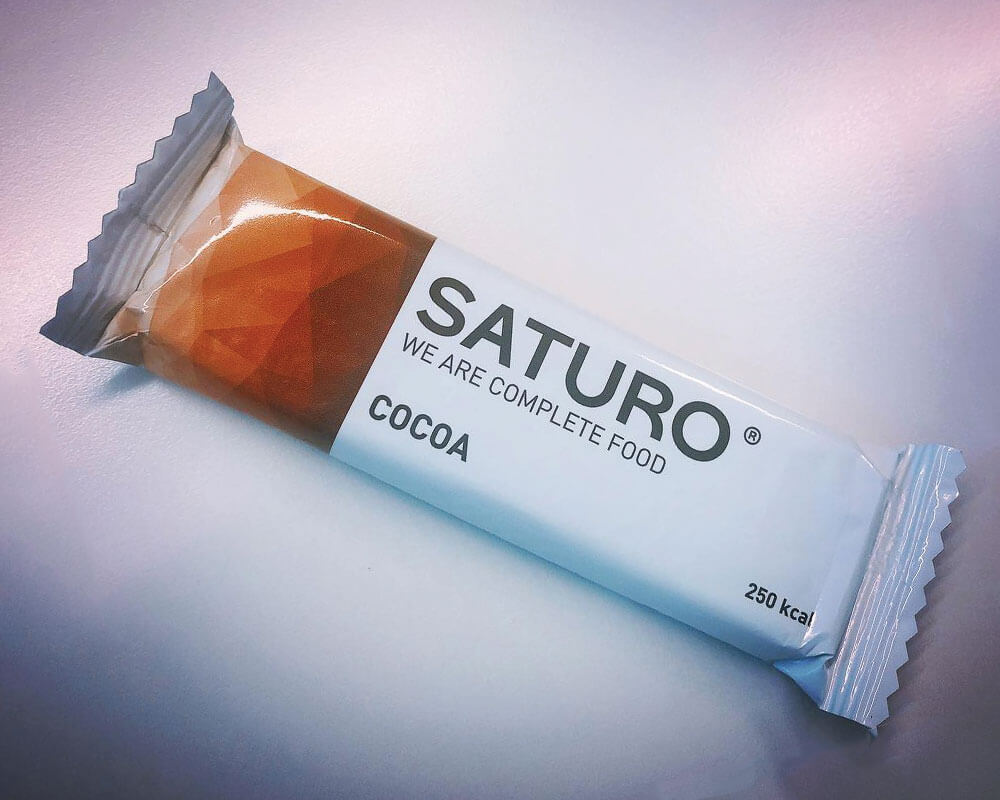 SATURO®
WE ARE COMPLETE FOOD
COCOA
250 kcal